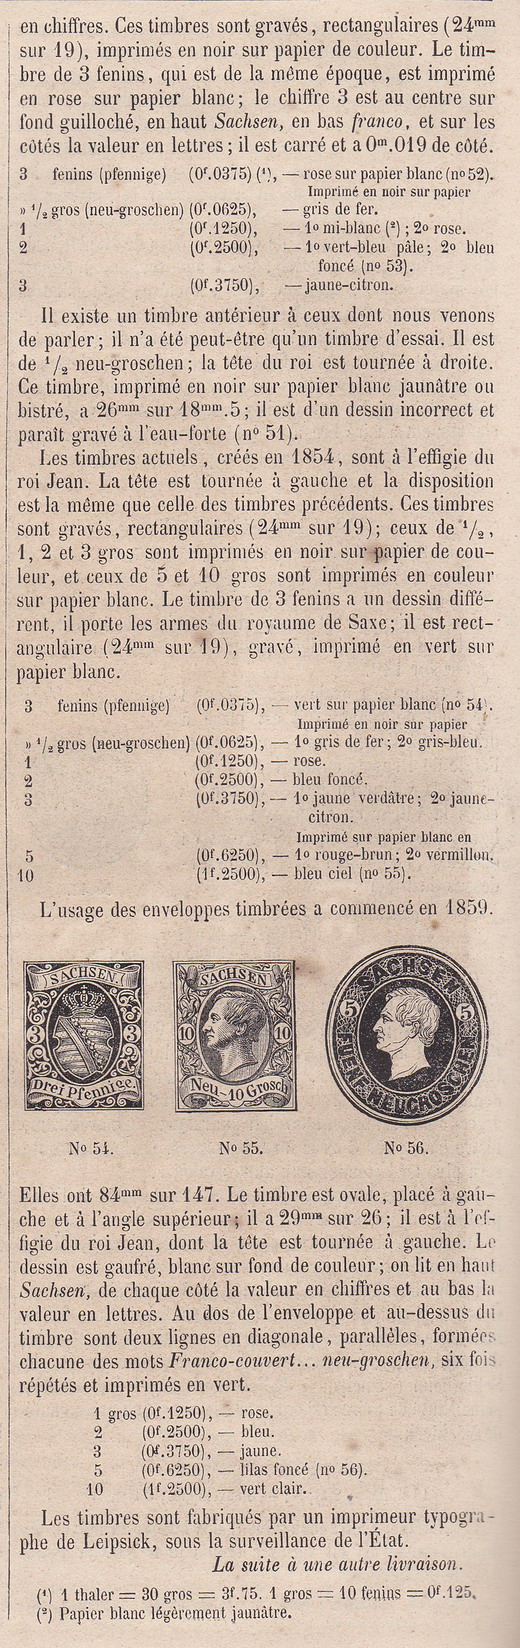 en chiffres. Ces timbres sont gravés, rectangulaires (24mm
sur 19), imprimés en noir sur papier de couleur. Le tim-
bre de 3 fenins, qui est de la même époque, est imprimé
en rose sur papier blanc; le chiffre 3 est au centre sur
fond guilloché, en haut Sachsen, en bas franco, et sur les
côtés la valeur en lettres; il est carré et a 0m.019 de côté.
3 fenins (pfennige) (0f.0375) (1), — rose sur papier blanc (no 52).
Imprimé en noir sur papier
» 1/2 gros (neu-groschen) (0f.0625), — gris de fer.
1 (0f.1250), — 1o mi-blanc (2); 2o rose.
2 (0f.2500), — 1o vert-bleu pâle; 2o bleu
foncé (no 53).
3 (0f.3750), — jaune-citron.
Il existe un timbre antérieur à ceux dont nous venons
de parler; il n'a été peut-être qu'un timbre d'essai. Il est
de 1/2 neu-groschen; la tête du roi est tournée à droite.
Ce timbre, imprimé en noir sur papier blanc jaunâtre ou
bistré, a 26mm sur 18mm.5; il est d'un dessin incorrect et
paraît gravé à l'eau-forte (no 51).
Les timbres actuels, créés en 1854, sont à l'effigie du
roi Jean. La tête est tournée à gauche et la disposition
est la même que celle des timbres précédents. Ces timbres
sont gravés, rectangulaires (24mm sur 19); ceux de 1/2,
1, 2 et 3 gros sont imprimés en noir sur papier de cou-
leur, et ceux de 5 et 10 gros sont imprimés en couleur
sur papier blanc. Le timbre de 3 fenins a un dessin diffé-
rent, il porte les armes du royaume de Saxe; il est rect-
angulaire (24mm sur 19), gravé, imprimé en vert sur
papier blanc.
3 fenins (pfennige) (0f.0375), — vert sur papier blanc (no 54).
Imprimé en noir sur papier
» 1/2 gros (neu-groschen) (0f.0625), — 1o gris de fer; 2o gris-bleu.
1 (0f.1250), — rose.
2 (0f.2500), — bleu foncé.
3 (0f.3750), — 1o jaune verdâtre; 2o jaune-
citron.
Imprimé sur papier blanc en
5 (0f.6250), — 1o rouge-brun; 2o vermillon.
10 (1f.2500), — bleu ciel (no 55).
L'usage des enveloppes timbrées a commencé en 1859.
SACHSEN
3 3
Drei Pfennige
SACHSEN
10 10
Neu-10 Grosch
SACHSEN
5 5
FUENF NEUGROSCHEN
No 54. No 55. No 56.
Elles ont 84mm sur 147. Le timbre est ovale, placé à gau-
che et à l'angle supérieur; il a 29mm sur 26; il est à l'ef-
figie du roi Jean, dont la tête est tournée à gauche. Le
dessin est gaufré, blanc sur fond de couleur; on lit en haut
Sachsen, de chaque côté la valeur en chiffres et au bas la
valeur en lettres. Au dos de l'enveloppe et au-dessus du
timbre sont deux lignes en diagonale, parallèles, formées
chacune des mots Franco-couvert... neu-groschen, six fois
répétés et imprimés en vert.
1 gros (0f.1250), — rose.
2 (0f.2500), — bleu.
3 (0f.3750), — jaune.
5 (0f.6250), — lilas foncé (no 56).
10 (1f.2500), — vert clair.
Les timbres sont fabriqués par un imprimeur typogra-
phe de Leipsick, sous la surveillance de l'État.
La suite à une autre livraison.
(1) 1 thaler = 30 gros = 3f.75. 1 gros = 10 fenins = 0f.125.
(2) Papier blanc légèrement jaunâtre.